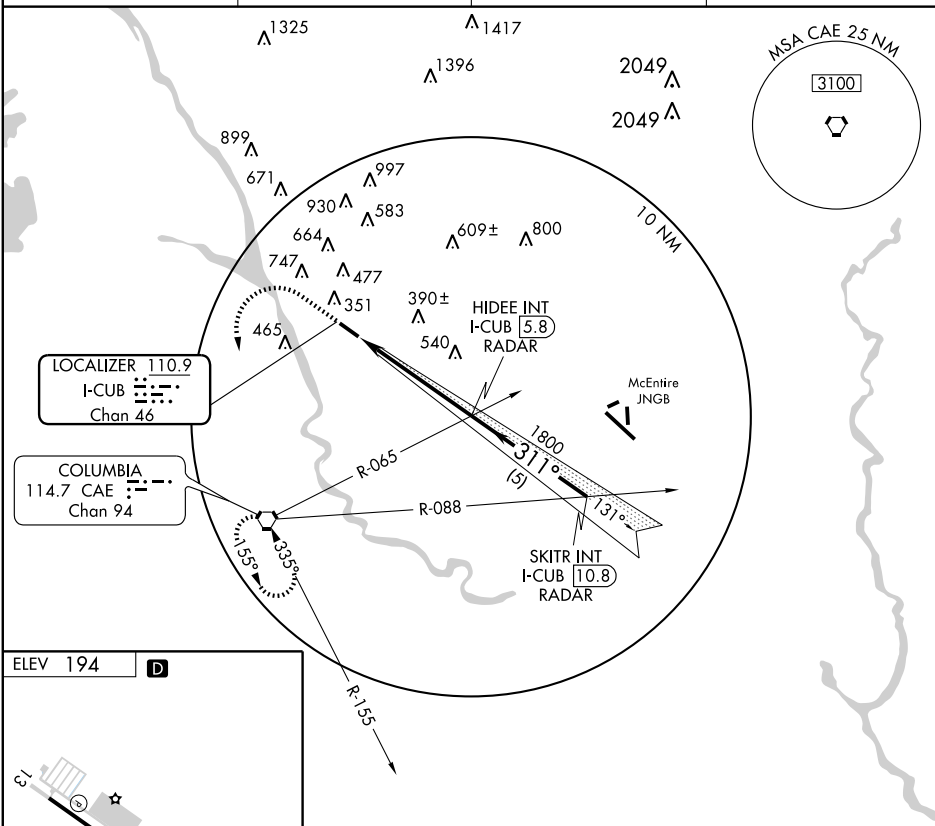 1325
1417
1396
2049
2049
MSA CAE 25 NM
3100
899
671
997
930
583
10 NM
664
609±
800
747
477
351
390±
HIDEE INT
I-CUB 5.8
RADAR
465
540
LOCALIZER 110.9
I-CUB
Chan 46
McEntire
JNGB
1800
311°
(5)
131°
R-065
COLUMBIA
114.7 CAE
Chan 94
R-088
155°
335°
SKITR INT
I-CUB 10.8
RADAR
R-155
ELEV 194
D
13
P